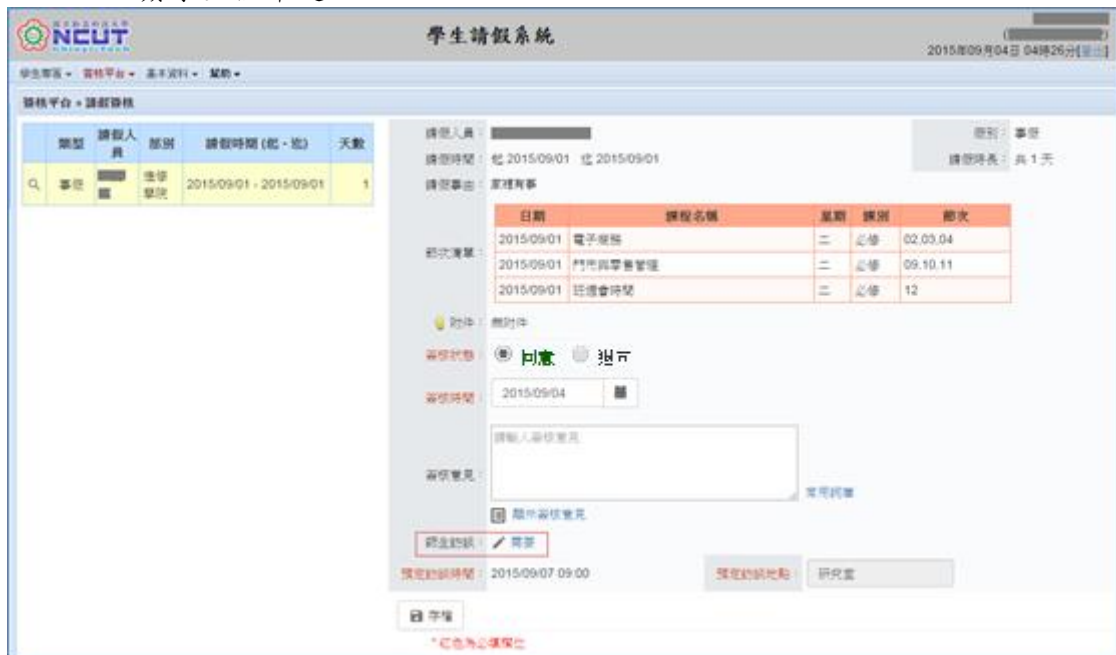 NCUT
學生請假系統
2015年09月04日 04時26分[登出]
學生專區 簽核平台 基本資料 幫助
簽核平台 » 請假簽核
類型 請假人員 部別 請假時間 (起 - 迄) 天數
事假 進修學院 2015/09/01 - 2015/09/01 1
請假人員： 假別： 事假
請假時間： 起 2015/09/01 迄 2015/09/01 請假時長： 共 1 天
請假事由： 家裡有事
節次清單：
日期 課程名稱 星期 課別 節次
2015/09/01 電子商務 二 必修 02,03,04
2015/09/01 門市與零售管理 二 必修 09,10,11
2015/09/01 班週會時間 二 必修 12
附件： 無附件
簽核狀態： 同意 退件
簽核時間： 2015/09/04
請輸入簽核意見
簽核意見： 常用詞庫
顯示簽核意見
師生訪談： 需要
預定訪談時間： 2015/09/07 09:00 預定訪談地點： 研究室
存檔
*紅色為必填欄位